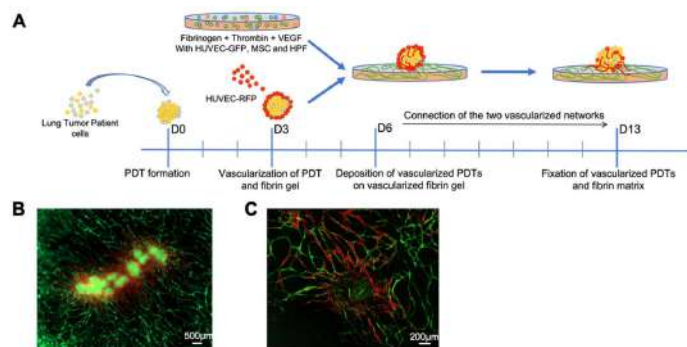 A
Fibrinogen + Thrombin + VEGF
With HUVEC-GFP, MSC and HPF
HUVEC-RFP
Lung Tumor Patient
cells
D0
D3
D6
Connection of the two vascularized networks
D13
PDT formation
Vascularization of PDT
and fibrin gel
Deposition of vascularized PDTs
on vascularized fibrin gel
Fixation of vascularized PDTs
and fibrin matrix
B
C
500µm
200µm